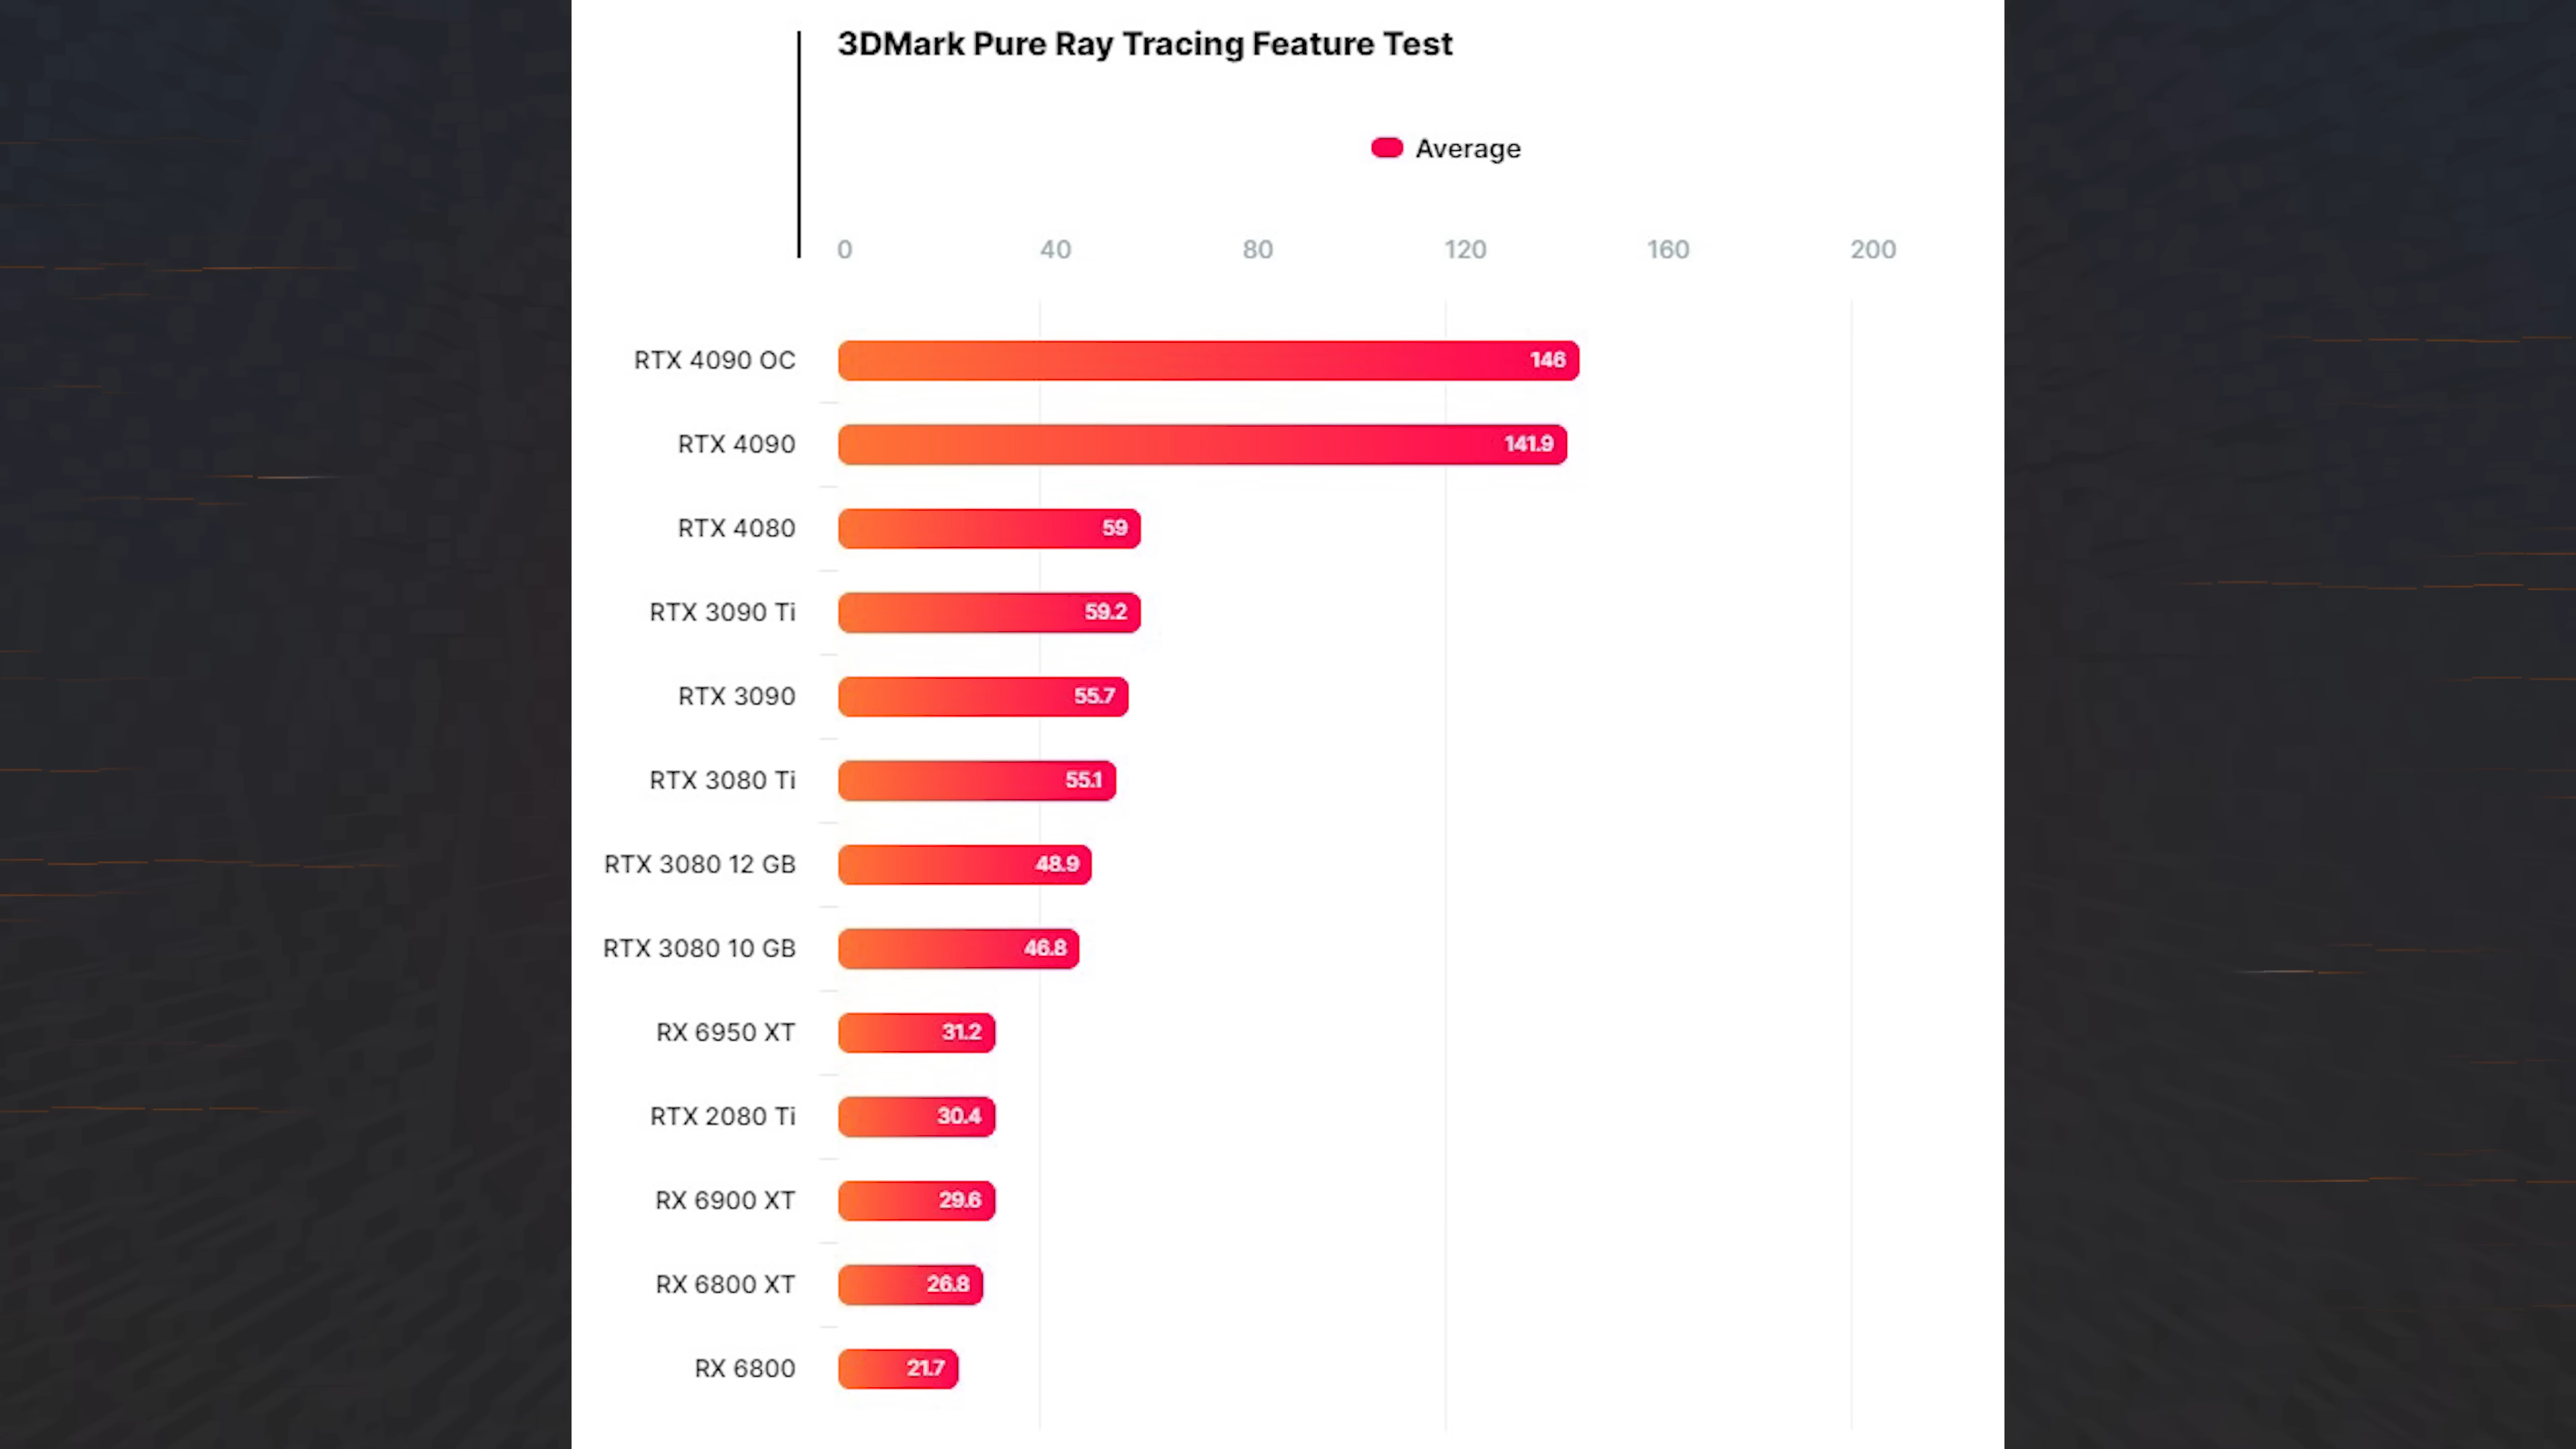 3DMark Pure Ray Tracing Feature Test
Average
0 40 80 120 160 200
RTX 4090 OC 146
RTX 4090 141.9
RTX 4080 59
RTX 3090 Ti 59.2
RTX 3090 55.7
RTX 3080 Ti 55.1
RTX 3080 12 GB 48.9
RTX 3080 10 GB 46.8
RX 6950 XT 31.2
RTX 2080 Ti 30.4
RX 6900 XT 29.6
RX 6800 XT 26.8
RX 6800 21.7